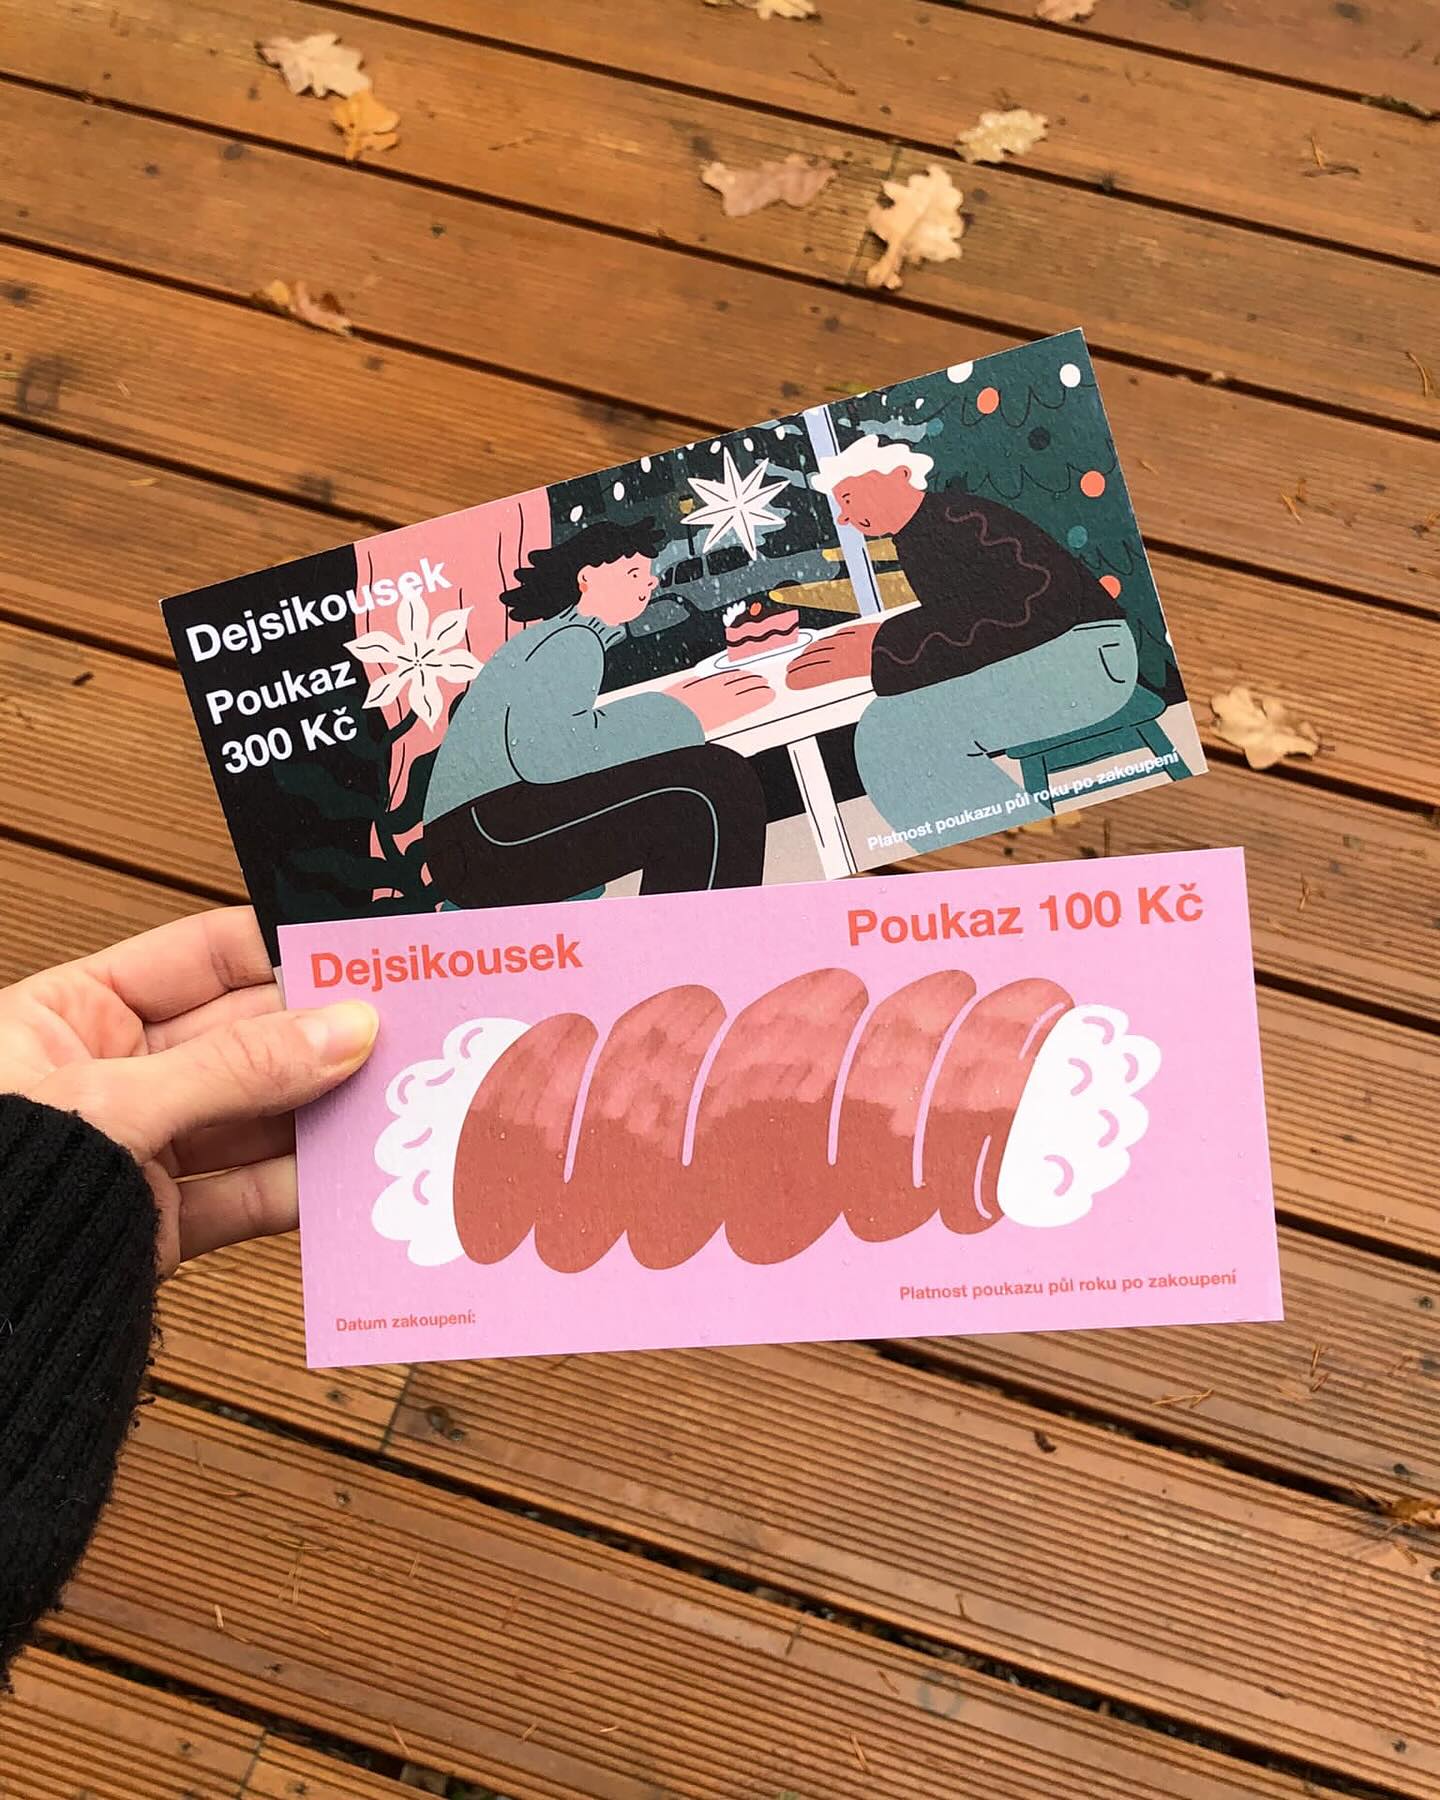 Dejsikousek
Poukaz
300 Kč
Platnost poukazu půl roku po zakoupení
Dejsikousek
Poukaz 100 Kč
Datum zakoupení:
Platnost poukazu půl roku po zakoupení